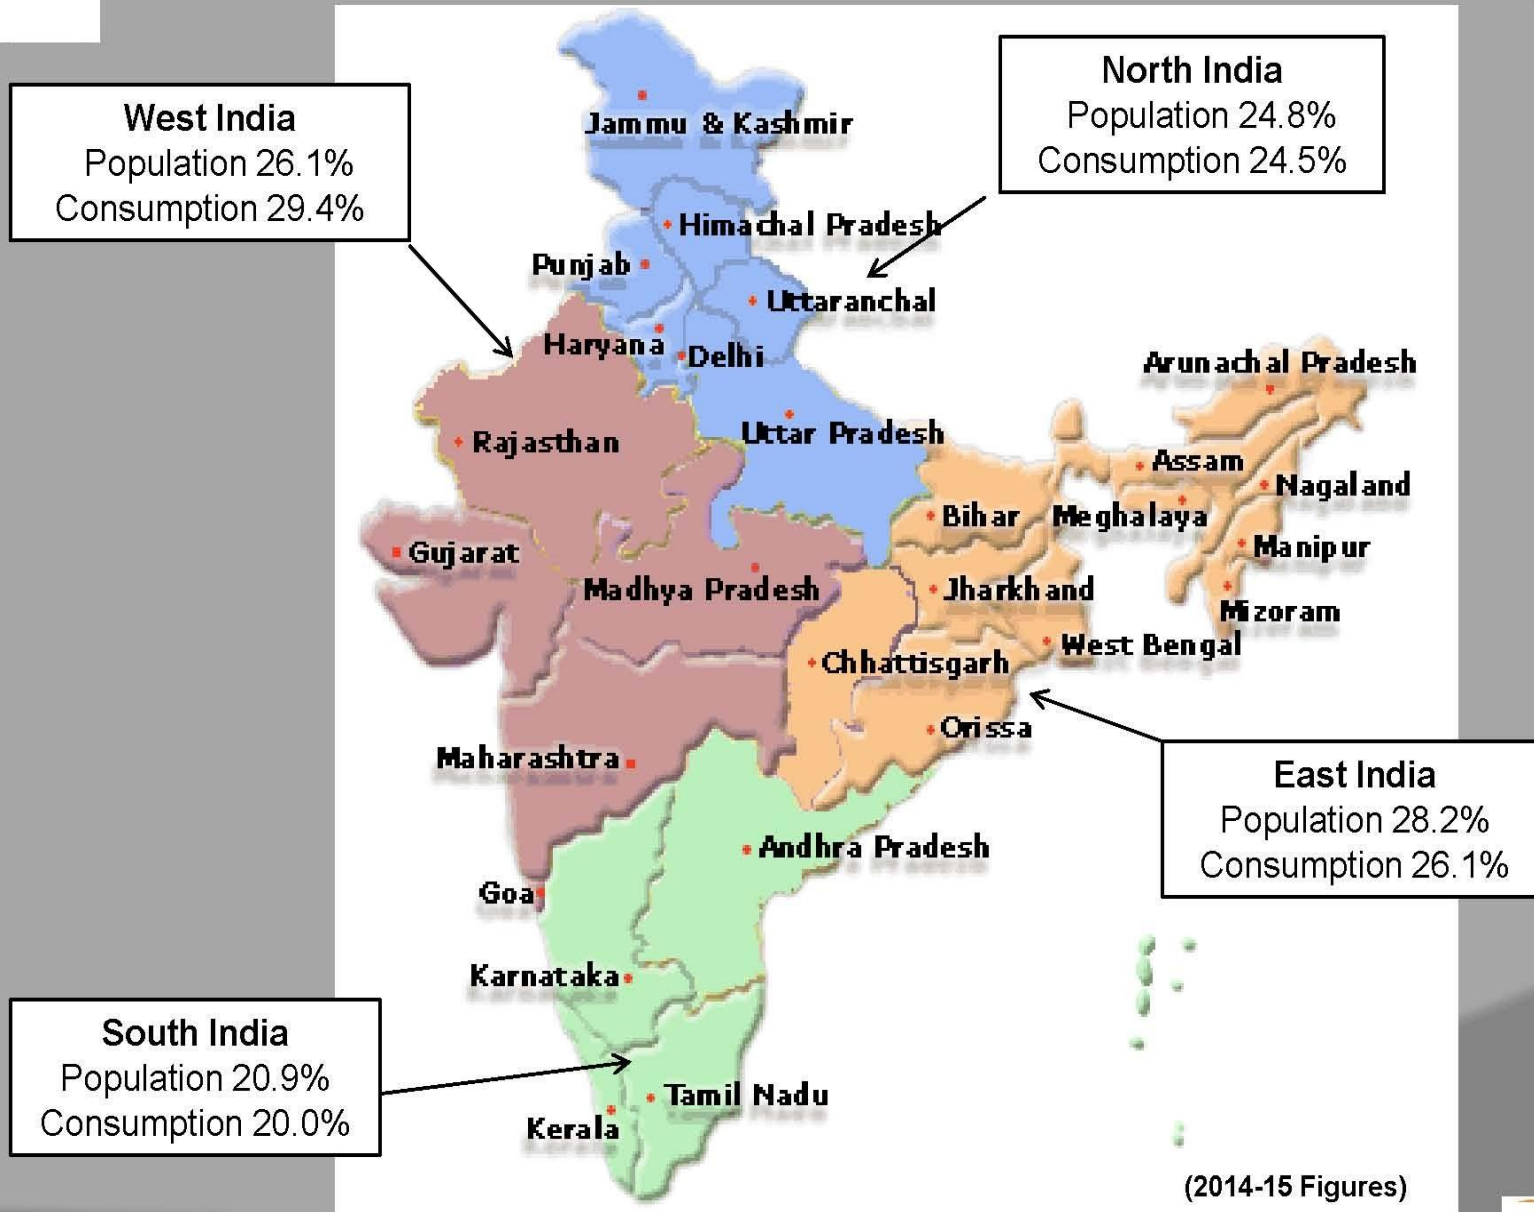 West India
Population 26.1%
Consumption 29.4%
North India
Population 24.8%
Consumption 24.5%
Jammu & Kashmir
Himachal Pradesh
Punjab
Uttaranchal
Haryana
Delhi
Arunachal Pradesh
Uttar Pradesh
Rajasthan
Assam
Nagaland
Bihar
Meghalaya
Gujarat
Manipur
Madhya Pradesh
Jharkhand
Mizoram
West Bengal
Chhattisgarh
Orissa
Maharashtra
East India
Population 28.2%
Consumption 26.1%
Andhra Pradesh
Goa
Karnataka
South India
Population 20.9%
Consumption 20.0%
Tamil Nadu
Kerala
(2014-15 Figures)